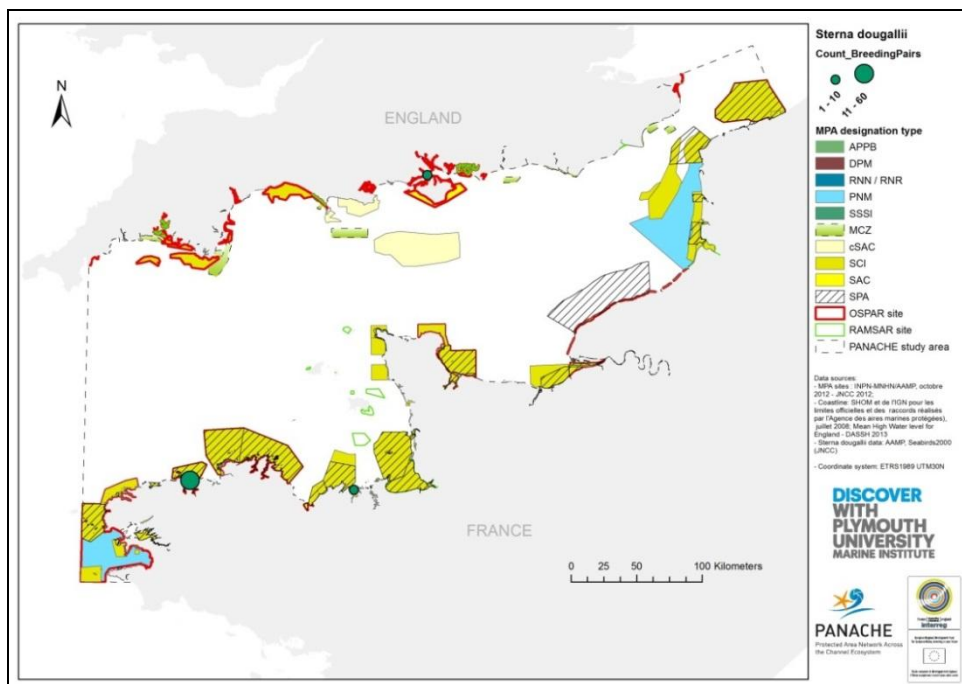 Sterna dougallii
Count_BreedingPairs
1 - 10
11 - 60
MPA designation type
APPB
DPM
RNN / RNR
PNM
SSSI
MCZ
cSAC
SCI
SAC
SPA
OSPAR site
RAMSAR site
PANACHE study area
N
ENGLAND
FRANCE
0 25 50 100 Kilometers
Data sources:
- MPA sites : INPN-MNHN/AAMP, octobre
2012 - JNCC 2012;
- Coastline: SHOM et de l'IGN pour les
limites officielles et des raccords réalisés
par l'Agence des aires marines protégées),
juillet 2008; Mean High Water level for
England - DASSH 2013
- Sterna dougallii data: AAMP, Seabirds2000
(JNCC)
- Coordinate system: ETRS1989 UTM30N
DISCOVER
WITH
PLYMOUTH
UNIVERSITY
MARINE INSTITUTE
PANACHE
Protected Area Network Across
the Channel Ecosystem
interreg